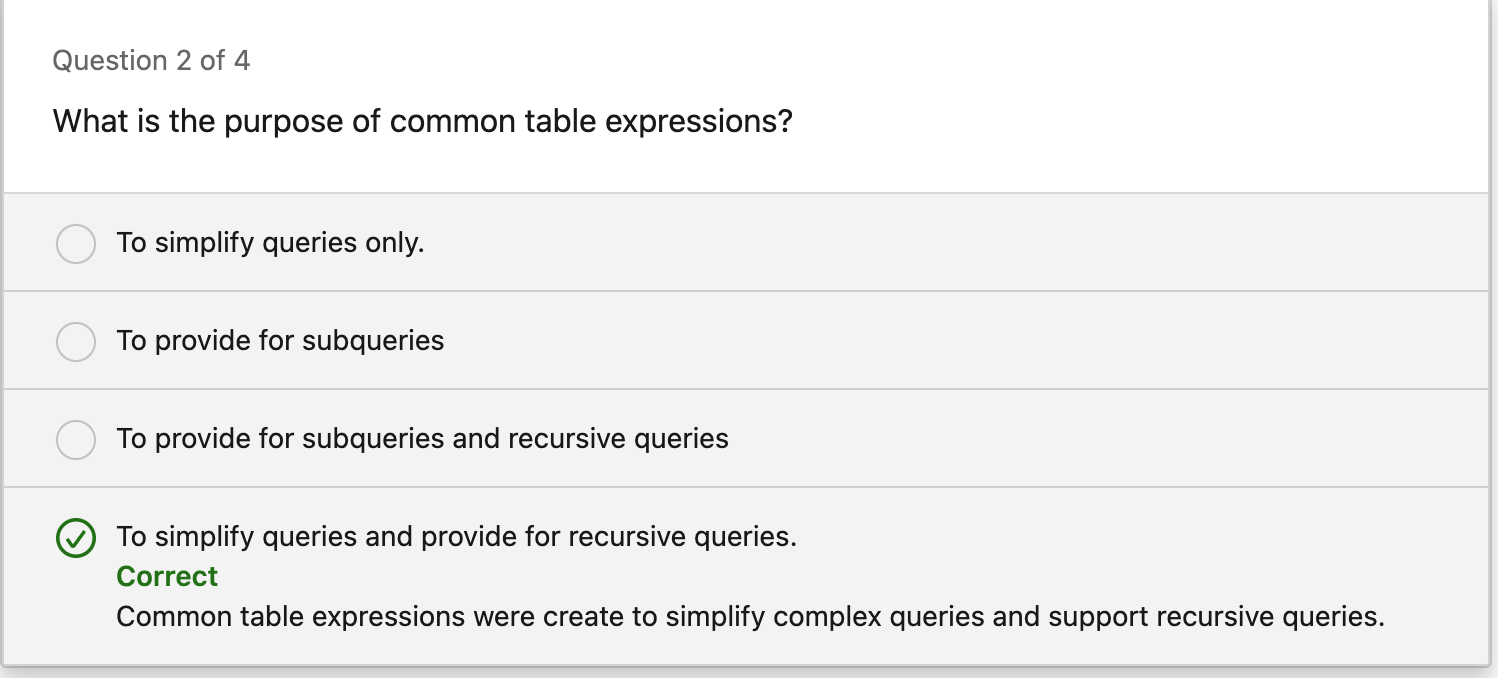 Question 2 of 4
What is the purpose of common table expressions?
To simplify queries only.
To provide for subqueries
To provide for subqueries and recursive queries
To simplify queries and provide for recursive queries.
Correct
Common table expressions were create to simplify complex queries and support recursive queries.